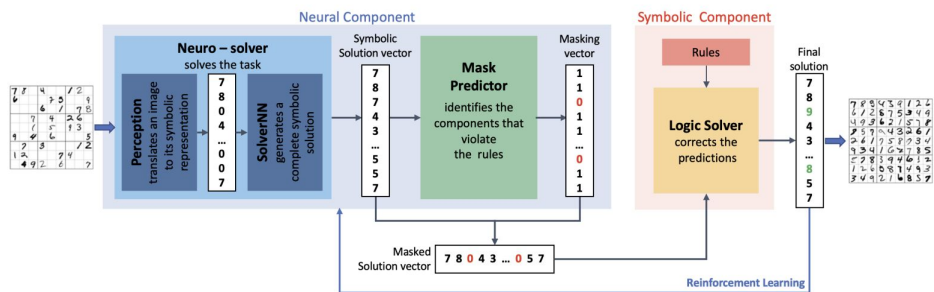 Neural Component
Symbolic Component
Neuro – solver
solves the task
Perception
translates an image
to its symbolic
representation
7
8
0
4
...
0
0
7
SolverNN
generates a
complete symbolic
solution
Symbolic
Solution vector
7
8
7
4
3
...
5
5
7
Mask
Predictor
identifies the
components that
violate
the rules
Masking
vector
1
1
0
1
1
...
0
1
1
Rules
Logic Solver
corrects the
predictions
Final
solution
7
8
9
4
3
...
8
5
7
Masked
Solution vector
7 8 0 4 3 ... 0 5 7
Reinforcement Learning